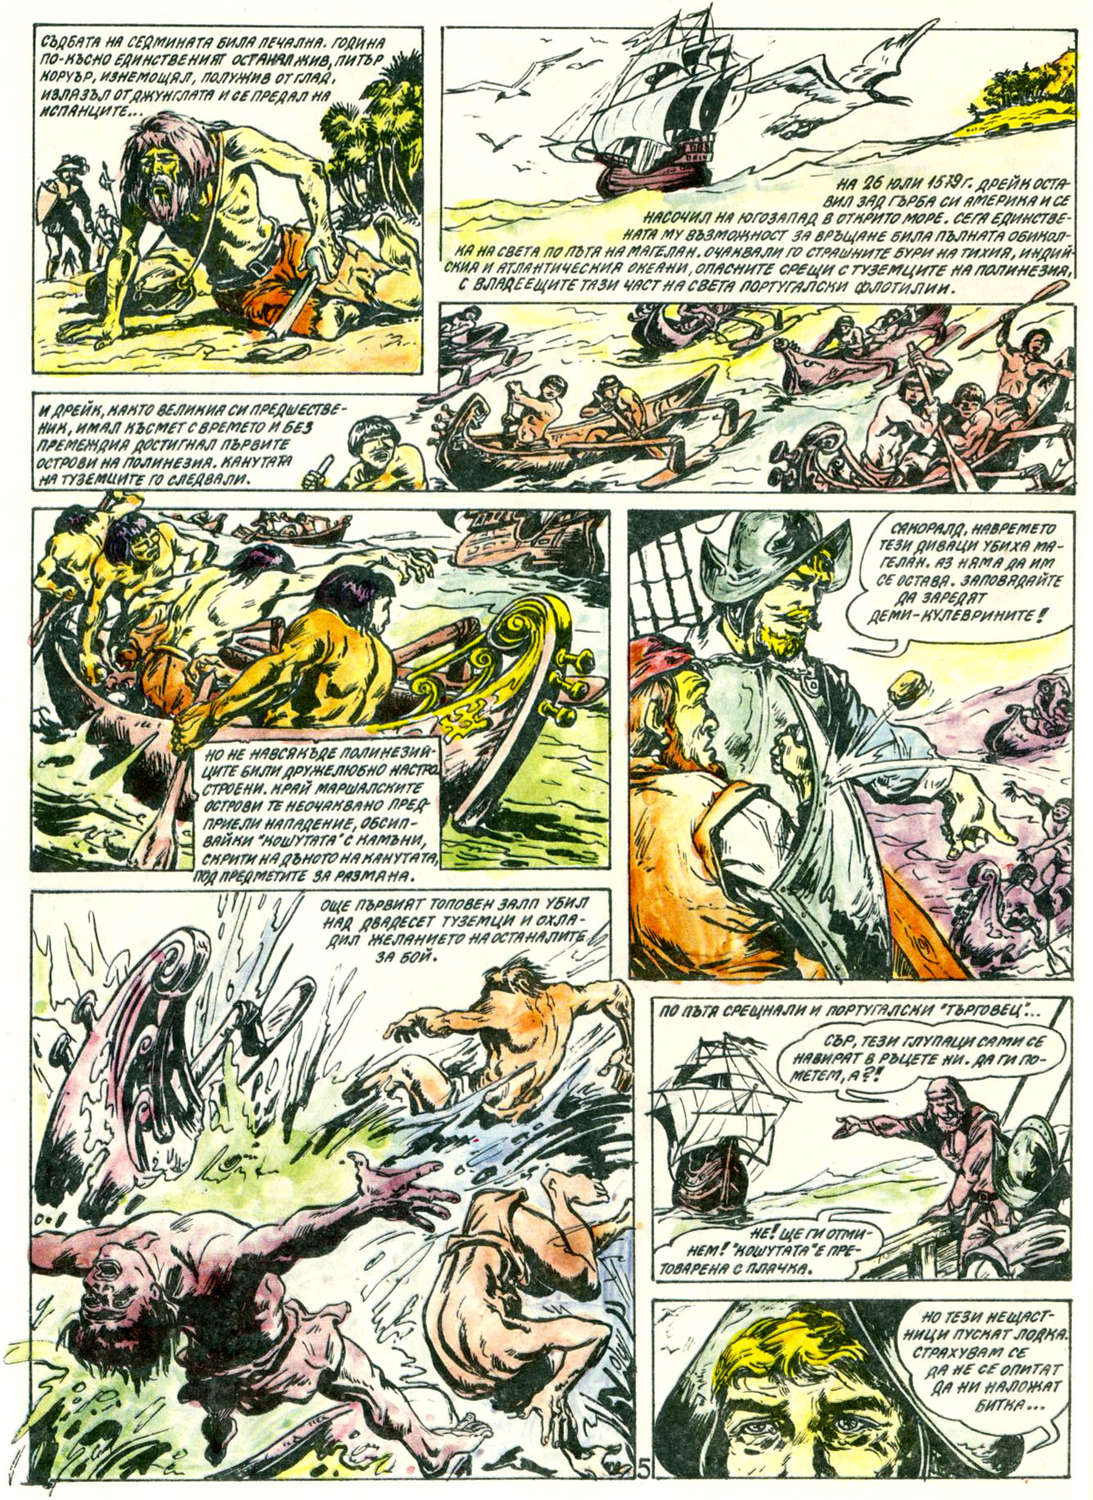 СЪДБАТА НА СЕДМИНАТА БИЛА ПЕЧАЛНА. ГОДИНА
ПО-КЪСНО ЕДИНСТВЕНИЯТ ОСТАНАЛ ЖИВ, ПИТЪР
КОРУЪР, ИЗНЕМОЩЯЛ, ПОЛУЖИВ ОТ ГЛАД,
ИЗЛЯЗЪЛ ОТ ДЖУНГЛАТА И СЕ ПРЕДАЛ НА
ИСПАНЦИТЕ...
НА 26 ЮЛИ 1579 Г. ДРЕЙК ОСТА-
ВИЛ ЗАД ГЪРБА СИ АМЕРИКА И СЕ
НАСОЧИЛ НА ЮГОЗАПАД В ОТКРИТО МОРЕ. СЕГА ЕДИНСТВЕ-
НАТА МУ ВЪЗМОЖНОСТ ЗА ВРЪЩАНЕ БИЛА ПЪЛНАТА ОБИКОЛ-
КА НА СВЕТА ПО ПЪТЯ НА МАГЕЛАН. ОЧАКВАЛИ ГО СТРАШНИТЕ БУРИ НА ТИХИЯ, ИНДИЙ-
СКИЯ И АТЛАНТИЧЕСКИЯ ОКЕАНИ, ОПАСНИТЕ СРЕЩИ С ТУЗЕМЦИТЕ НА ПОЛИНЕЗИЯ,
С ВЛАДЕЕЩИТЕ ТАЗИ ЧАСТ НА СВЕТА ПОРТУГАЛСКИ ФЛОТИЛИИ.
И ДРЕЙК, КАКТО ВЕЛИКИЯ СИ ПРЕДШЕСТВЕ-
НИК, ИМАЛ КЪСМЕТ С ВРЕМЕТО И БЕЗ
ПРЕМЕЖДИЯ ДОСТИГНАЛ ПЪРВИТЕ
ОСТРОВИ НА ПОЛИНЕЗИЯ. КАНУТАТА
НА ТУЗЕМЦИТЕ ГО СЛЕДВАЛИ.
НО НЕ НАВСЯКЪДЕ ПОЛИНЕЗИЙ-
ЦИТЕ БИЛИ ДРУЖЕЛЮБНО НАСТРО
СТРОЕНИ. КРАЙ МАРШАЛСКИТЕ
ОСТРОВИ ТЕ НЕОЧАКВАНО ПРЕД-
ПРИЕЛИ НАПАДЕНИЕ, ОБСИП-
ВАЙКИ "КОШУТАТА" С КАМЪНИ,
СКРИТИ НА ДЪНОТО НА КАНУТАТА,
ПОД ПРЕДМЕТИТЕ ЗА РАЗМЯНА.
САКОРАЛД, НАВРЕМЕТО
ТЕЗИ ДИВАЦИ УБИХА МА-
ГЕЛАН. АЗ НЯМА ДА ИМ
СЕ ОСТАВА. ЗАПОВЯДАЙТЕ
ДА ЗАРЕДЯТ
ДЕМИ-КУЛЕВРИНИТЕ!
ОЩЕ ПЪРВИЯТ ТОПОВЕН ЗАЛП УБИЛ
НАД ДВАДЕСЕТ ТУЗЕМЦИ И ОХЛА-
ДИЛ ЖЕЛАНИЕТО НА ОСТАНАЛИТЕ
ЗА БОЙ.
ПО ПЪТЯ СРЕЩНАЛИ И ПОРТУГАЛСКИ "ТЪРГОВЕЦ"...
СЪР, ТЕЗИ ГЛУПАЦИ САМИ СЕ
НАВИРАТ В РЪЦЕТЕ НИ. ДА ГИ ПО-
МЕТЕМ, А?!
НЕ! ЩЕ ГИ ОТМИ-
НЕМ! "КОШУТАТА" Е ПРЕ-
ТОВАРЕНА С ПЛЯЧКА.
НО ТЕЗИ НЕЩАСТ-
НИЦИ ПУСКАТ ЛОДКА.
СТРАХУВАМ СЕ
ДА НЕ СЕ ОПИТАТ
ДА НИ НАЛОЖАТ
БИТКА...
5